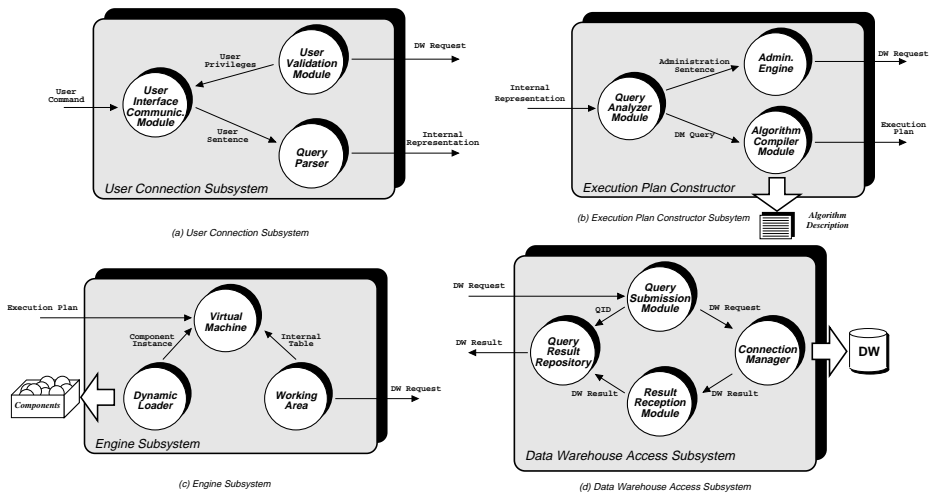 User
Command
User
Interface
Communic.
Module
User
Privileges
User
Validation
Module
DW Request
User
Sentence
Query
Parser
Internal
Representation
User Connection Subsystem
(a) User Connection Subsystem
Internal
Representation
Query
Analyzer
Module
Administration
Sentence
Admin.
Engine
DW Request
DM Query
Algorithm
Compiler
Module
Execution
Plan
Execution Plan Constructor
(b) Execution Plan Constructor Subsytem
Algorithm
Description
Execution Plan
Virtual
Machine
Component
Instance
Internal
Table
Dynamic
Loader
Working
Area
DW Request
Components
Engine Subsystem
(c) Engine Subsystem
DW Request
Query
Submission
Module
QID
DW Request
DW Result
Query
Result
Repository
Connection
Manager
DW
DW Result
Result
Reception
Module
DW Result
Data Warehouse Access Subsystem
(d) Data Warehouse Access Subsystem